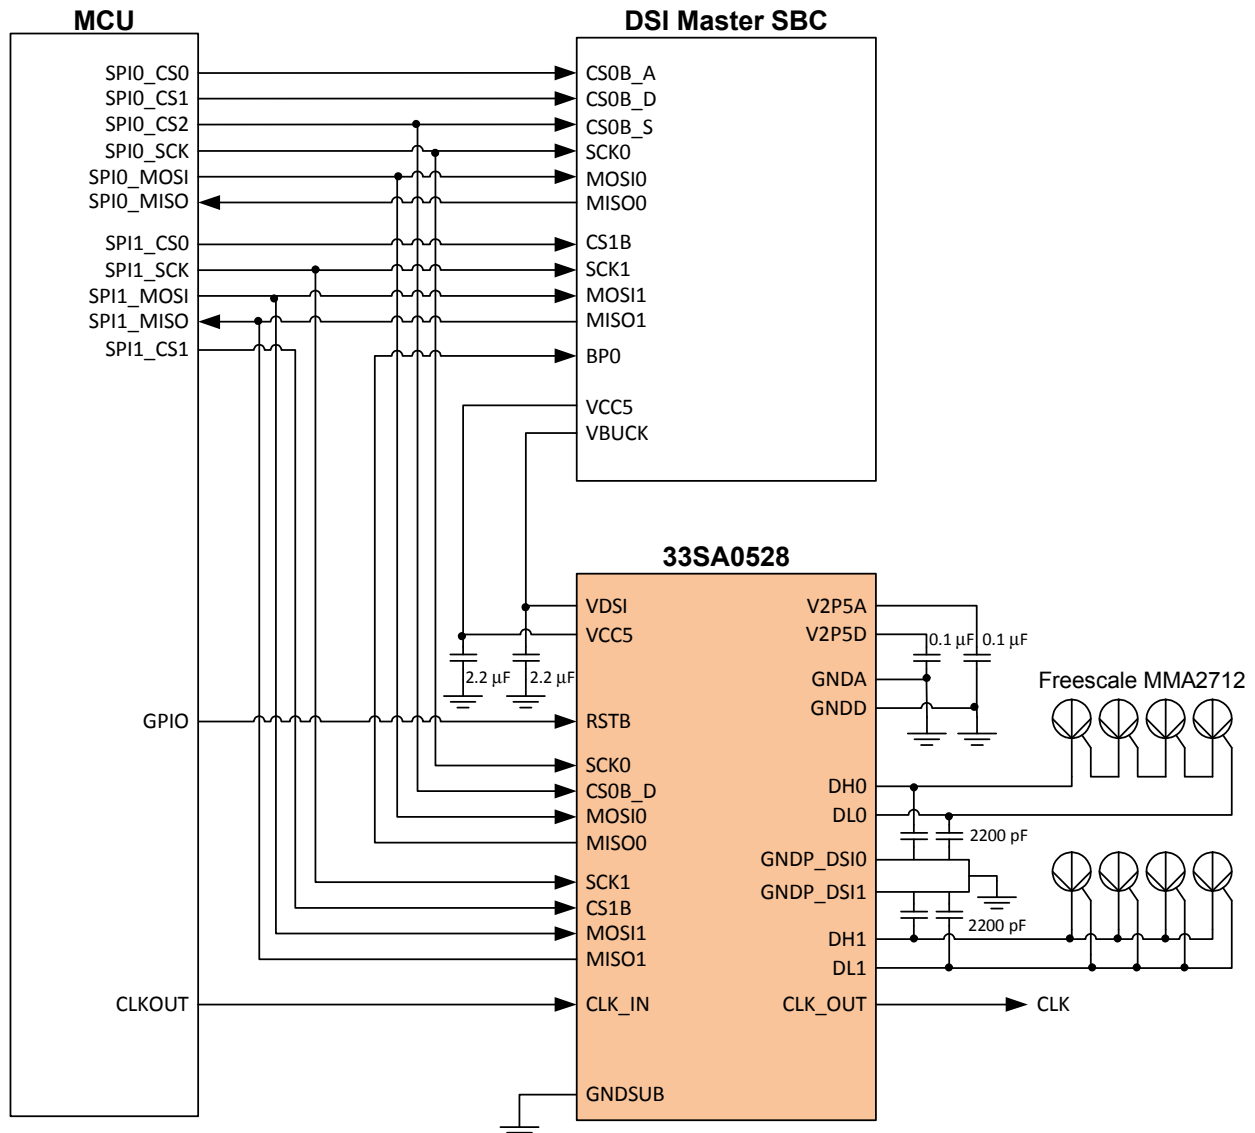 MCU
SPI0_CS0
SPI0_CS1
SPI0_CS2
SPI0_SCK
SPI0_MOSI
SPI0_MISO
SPI1_CS0
SPI1_SCK
SPI1_MOSI
SPI1_MISO
SPI1_CS1
GPIO
CLKOUT
DSI Master SBC
CS0B_A
CS0B_D
CS0B_S
SCK0
MOSI0
MISO0
CS1B
SCK1
MOSI1
MISO1
BP0
VCC5
VBUCK
33SA0528
VDSI
VCC5
2.2 µF
2.2 µF
RSTB
SCK0
CS0B_D
MOSI0
MISO0
SCK1
CS1B
MOSI1
MISO1
CLK_IN
GNDSUB
V2P5A
V2P5D
0.1 µF
0.1 µF
GNDA
GNDD
DH0
DL0
2200 pF
GNDP_DSI0
GNDP_DSI1
2200 pF
DH1
DL1
CLK_OUT
CLK
Freescale MMA2712